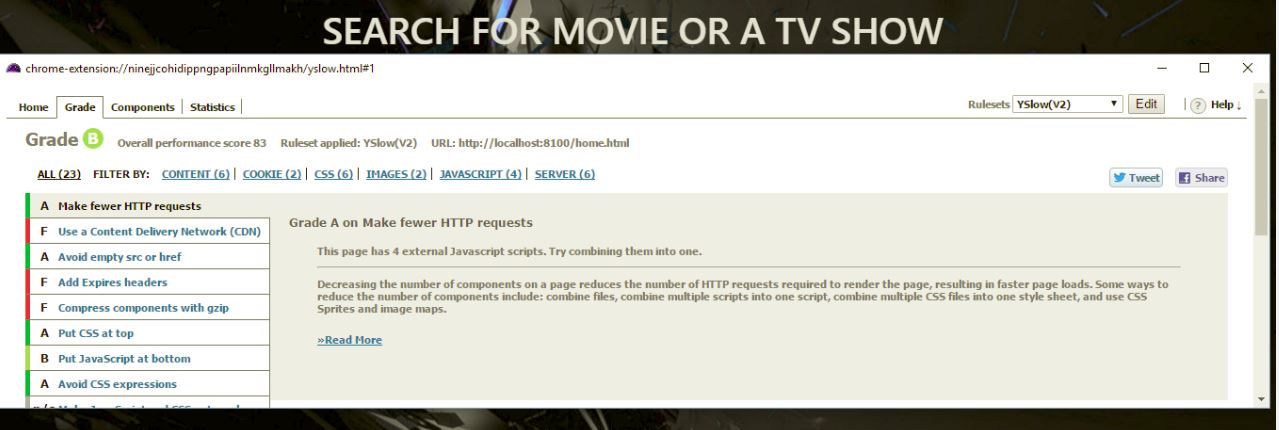 SEARCH FOR MOVIE OR A TV SHOW
chrome-extension://ninejjcohidippngpapiilnmkgllmakh/yslow.html#1
Home Grade Components Statistics Rulesets YSlow(V2) Edit ? Help ↓
Grade B Overall performance score 83 Ruleset applied: YSlow(V2) URL: http://localhost:8100/home.html
ALL (23) FILTER BY: CONTENT (6) | COOKIE (2) | CSS (6) | IMAGES (2) | JAVASCRIPT (4) | SERVER (6) Tweet Share
A Make fewer HTTP requests
F Use a Content Delivery Network (CDN)
A Avoid empty src or href
F Add Expires headers
F Compress components with gzip
A Put CSS at top
B Put JavaScript at bottom
A Avoid CSS expressions
Grade A on Make fewer HTTP requests
This page has 4 external Javascript scripts. Try combining them into one.
Decreasing the number of components on a page reduces the number of HTTP requests required to render the page, resulting in faster page loads. Some ways to
reduce the number of components include: combine files, combine multiple scripts into one script, combine multiple CSS files into one style sheet, and use CSS
Sprites and image maps.
»Read More